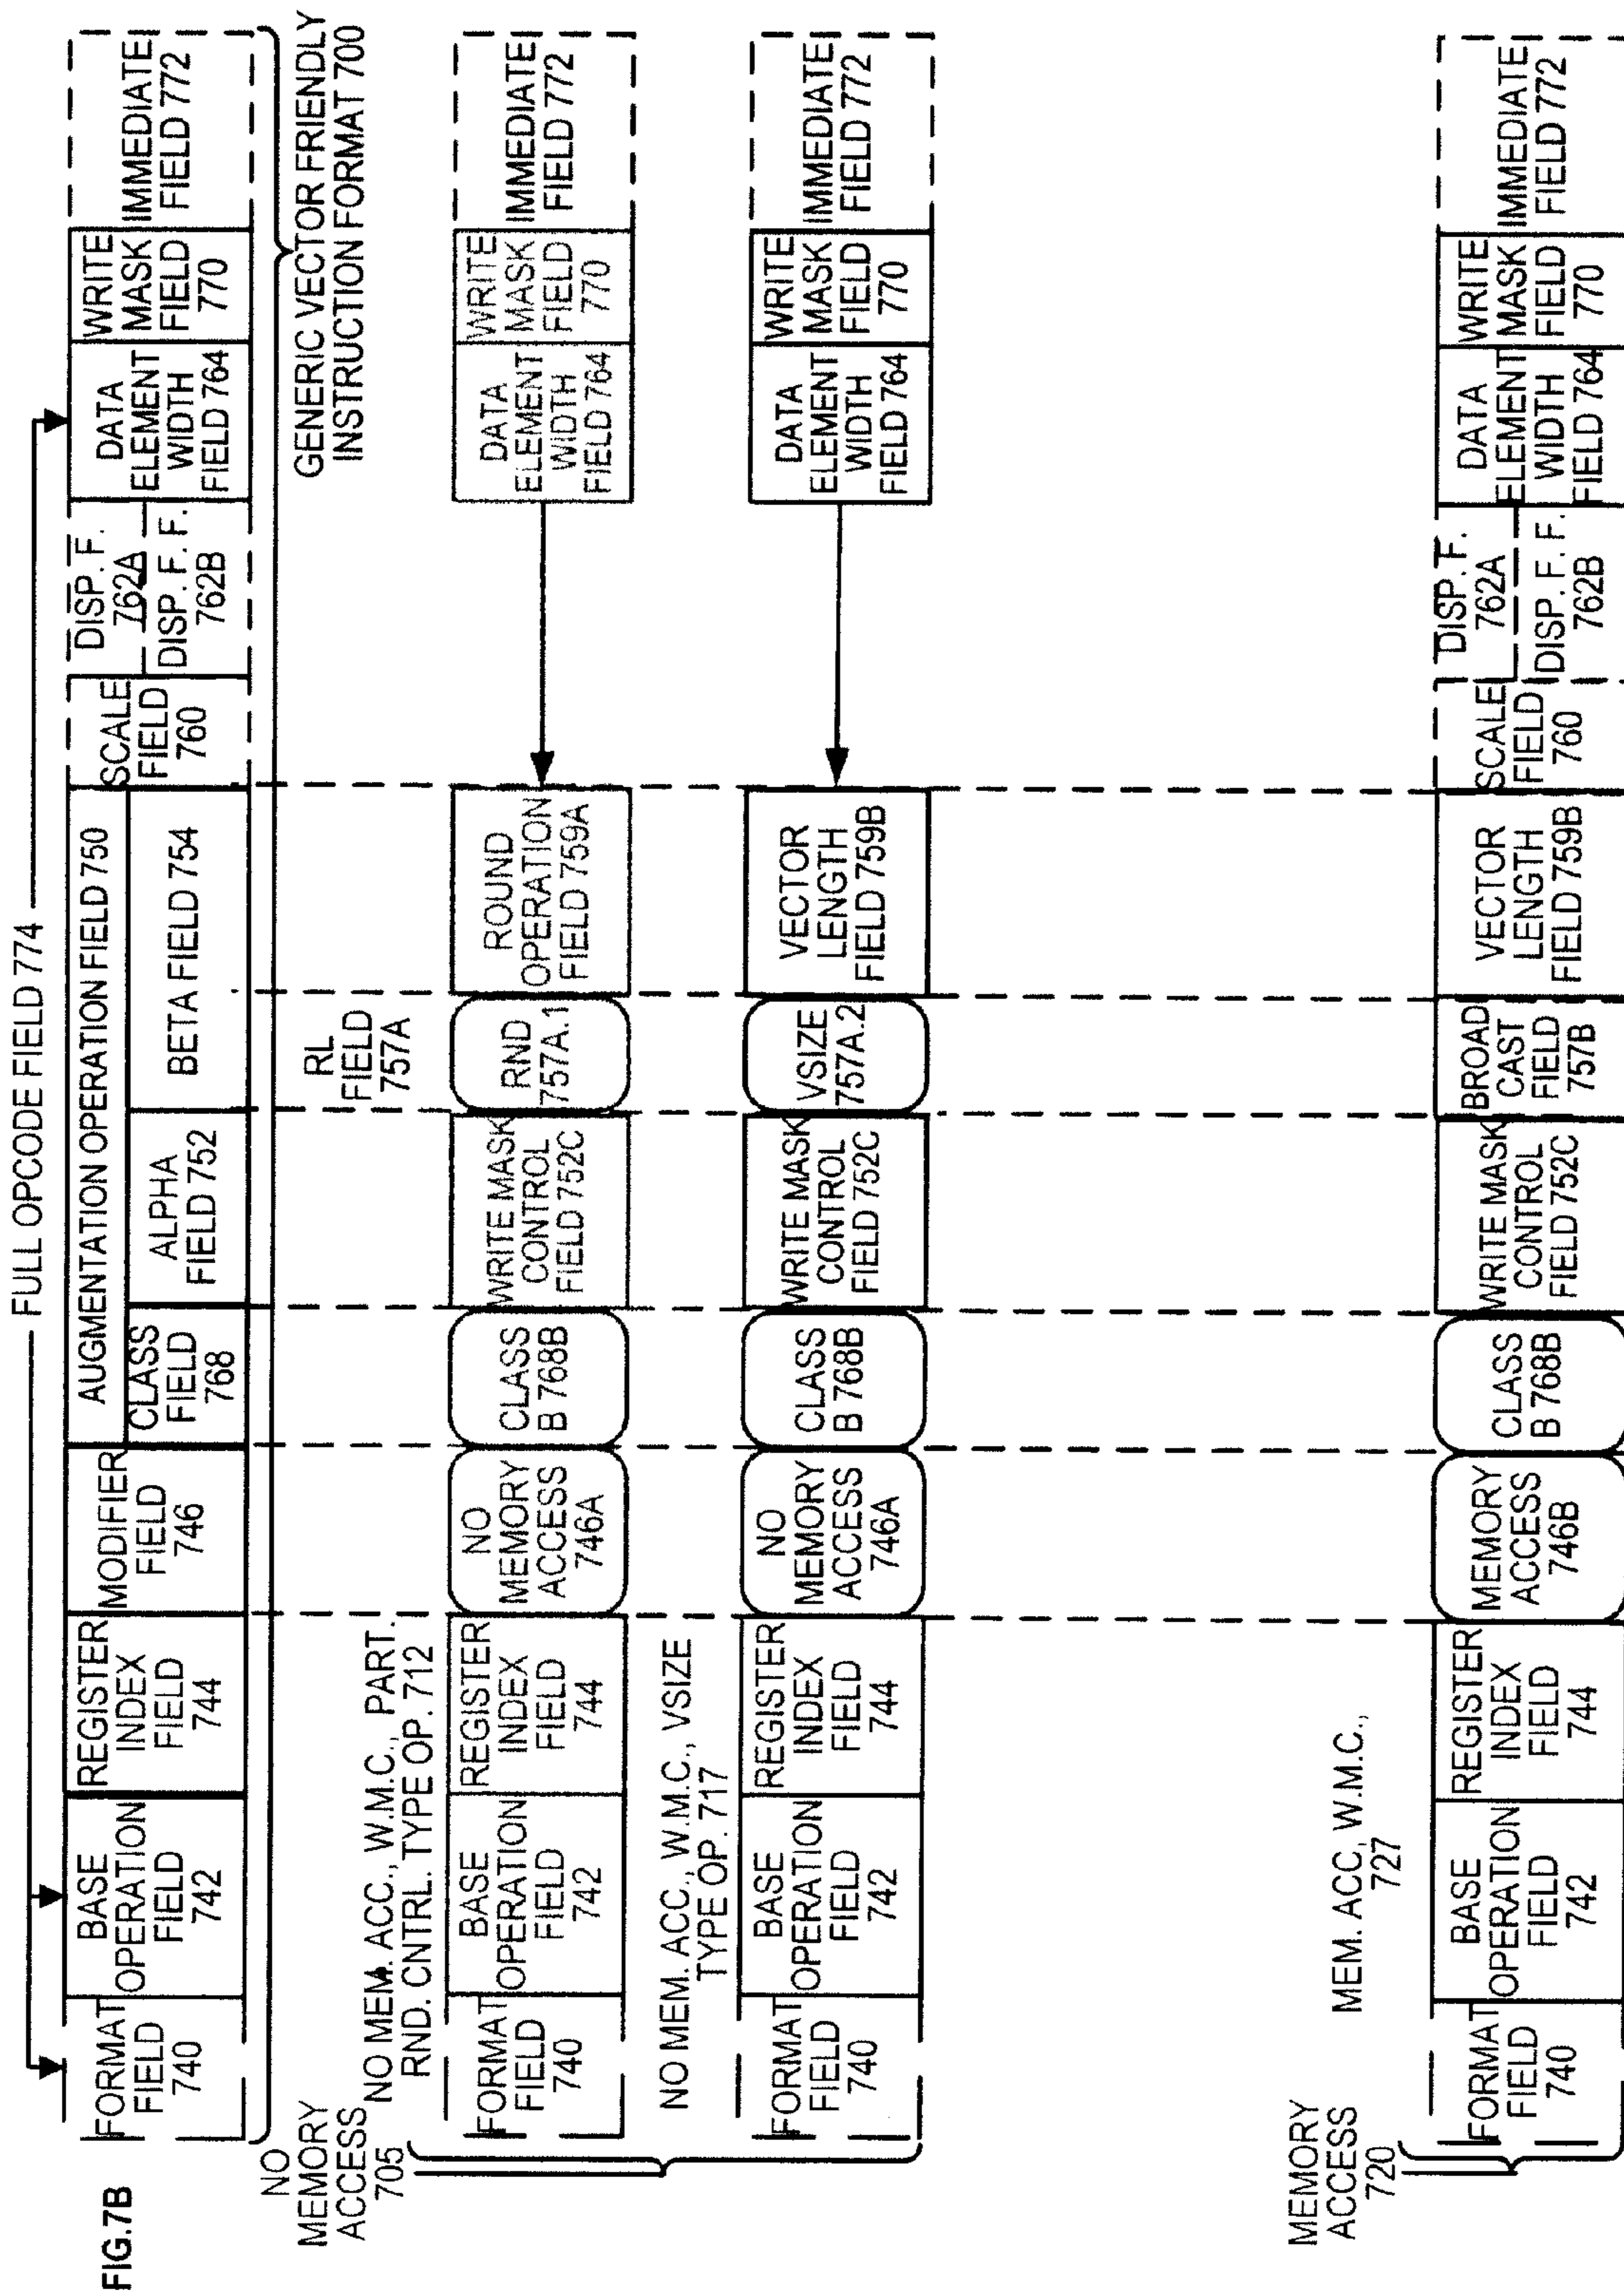 FIG.7B
FULL OPCODE FIELD 774
FORMAT
FIELD
740
BASE
OPERATION
FIELD
742
REGISTER
INDEX
FIELD
744
MODIFIER
FIELD
746
AUGMENTATION OPERATION FIELD 750
CLASS
FIELD
768
ALPHA
FIELD 752
BETA FIELD 754
SCALE
FIELD
760
DISP. F.
762A
DISP. F. F.
762B
DATA
ELEMENT
WIDTH
FIELD 764
WRITE
MASK
FIELD
770
IMMEDIATE
FIELD 772
GENERIC VECTOR FRIENDLY
INSTRUCTION FORMAT 700
NO
MEMORY
ACCESS
705
NO MEM. ACC., W.M.C., PART.
RND. CNTRL. TYPE OP. 712
RL
FIELD
757A
FORMAT
FIELD
740
BASE
OPERATION
FIELD
742
REGISTER
INDEX
FIELD
744
NO
MEMORY
ACCESS
746A
CLASS
B 768B
WRITE MASK
CONTROL
FIELD 752C
RND
757A.1
ROUND
OPERATION
FIELD 759A
DATA
ELEMENT
WIDTH
FIELD 764
WRITE
MASK
FIELD
770
IMMEDIATE
FIELD 772
NO MEM. ACC., W.M.C., VSIZE
TYPE OP. 717
FORMAT
FIELD
740
BASE
OPERATION
FIELD
742
REGISTER
INDEX
FIELD
744
NO
MEMORY
ACCESS
746A
CLASS
B 768B
WRITE MASK
CONTROL
FIELD 752C
VSIZE
757A.2
VECTOR
LENGTH
FIELD 759B
DATA
ELEMENT
WIDTH
FIELD 764
WRITE
MASK
FIELD
770
IMMEDIATE
FIELD 772
MEMORY
ACCESS
720
MEM. ACC, W.M.C.,
727
FORMAT
FIELD
740
BASE
OPERATION
FIELD
742
REGISTER
INDEX
FIELD
744
MEMORY
ACCESS
746B
CLASS
B 768B
WRITE MASK
CONTROL
FIELD 752C
BROAD
CAST
FIELD
757B
VECTOR
LENGTH
FIELD 759B
SCALE
FIELD
760
DISP. F.
762A
DISP. F. F.
762B
DATA
ELEMENT
WIDTH
FIELD 764
WRITE
MASK
FIELD
770
IMMEDIATE
FIELD 772